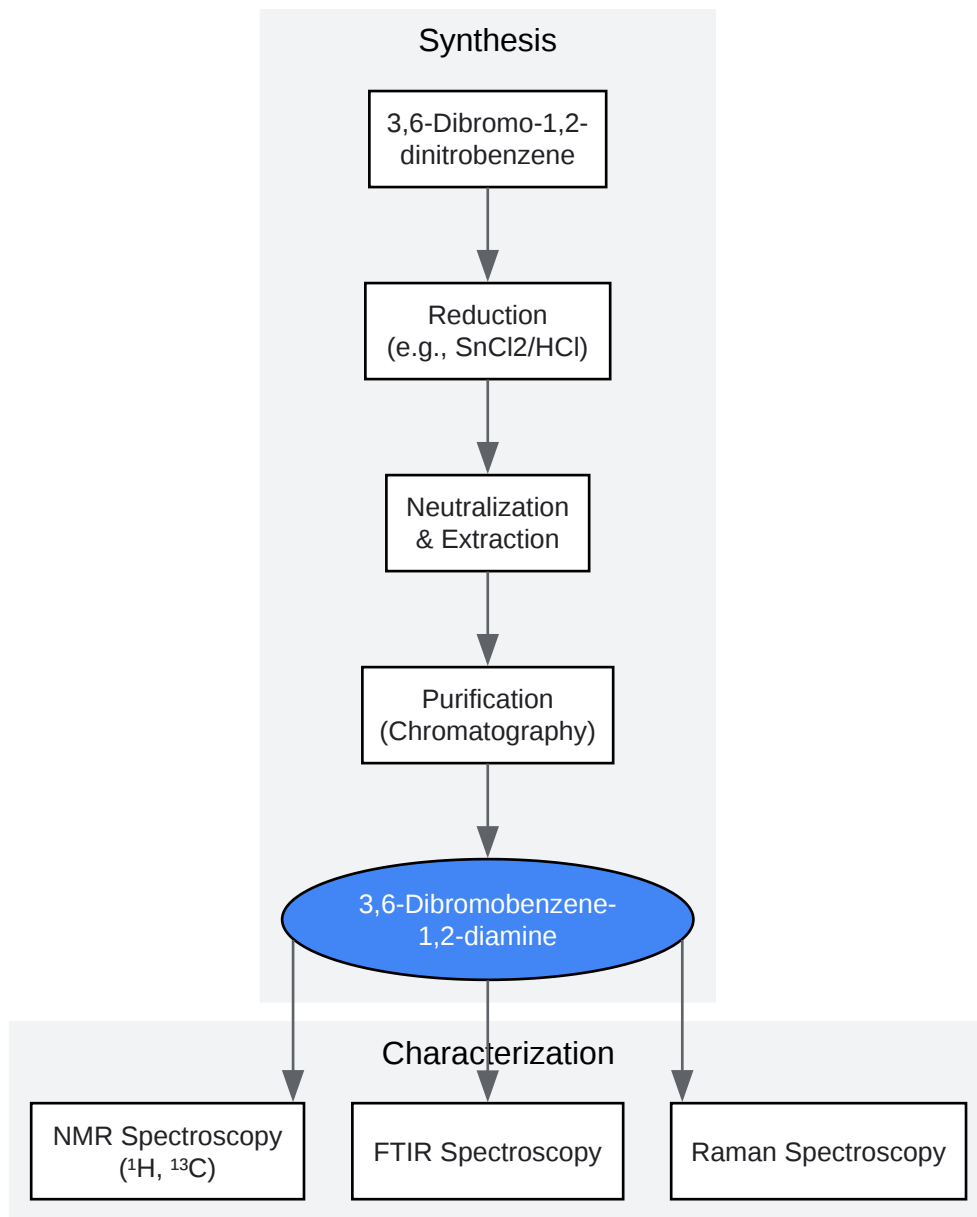 Synthesis
3,6-Dibromo-1,2-
dinitrobenzene
Reduction
(e.g., SnCl2/HCl)
Neutralization
& Extraction
Purification
(Chromatography)
3,6-Dibromobenzene-
1,2-diamine
Characterization
NMR Spectroscopy
(¹H, ¹³C)
FTIR Spectroscopy
Raman Spectroscopy